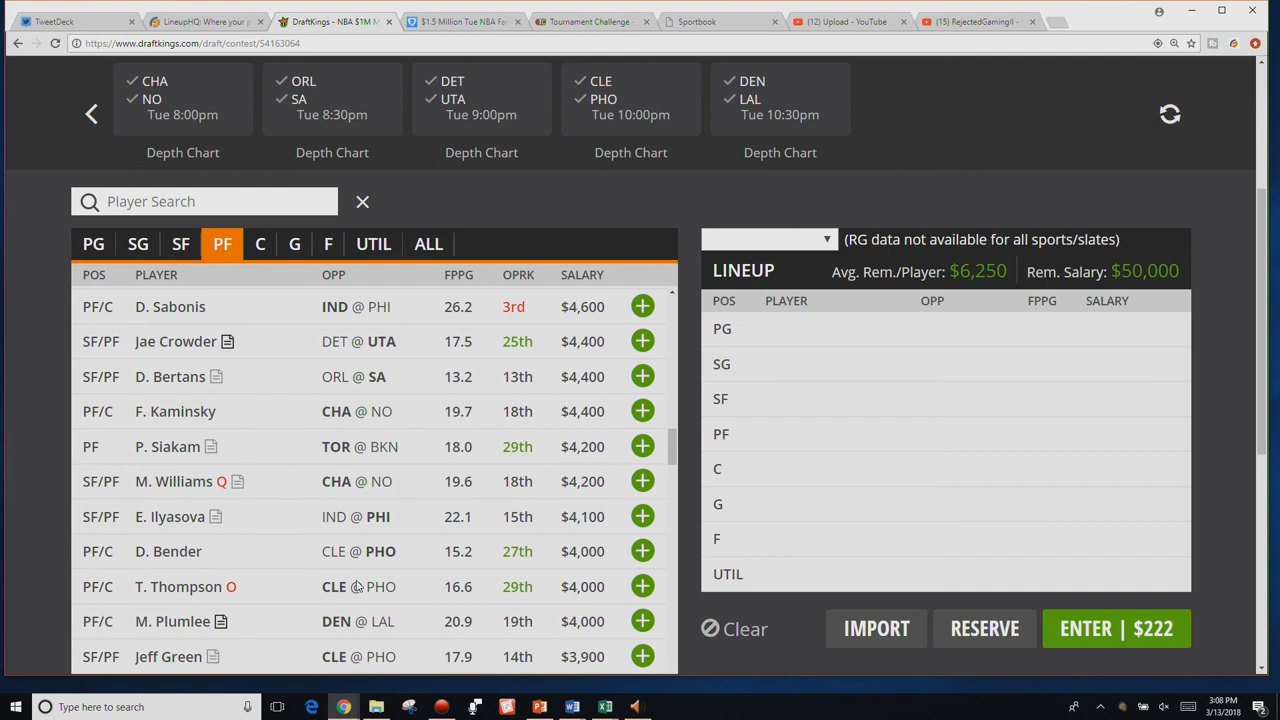 TweetDeck
LineupHQ: Where your p
DraftKings - NBA $1M M
$1.5 Million Tue NBA Fan
Tournament Challenge -
Sportbook
(12) Upload - YouTube
(15) RejectedGamingII -
https://www.draftkings.com/draft/contest/54163064
CHA ORL DET CLE DEN
NO SA UTA PHO LAL
Tue 8:00pm Tue 8:30pm Tue 9:00pm Tue 10:00pm Tue 10:30pm
Depth Chart Depth Chart Depth Chart Depth Chart Depth Chart
Player Search
PG SG SF PF C G F UTIL ALL
POS PLAYER OPP FPPG OPRK SALARY
PF/C D. Sabonis IND @ PHI 26.2 3rd $4,600
SF/PF Jae Crowder DET @ UTA 17.5 25th $4,400
SF/PF D. Bertans ORL @ SA 13.2 13th $4,400
PF/C F. Kaminsky CHA @ NO 19.7 18th $4,400
PF P. Siakam TOR @ BKN 18.0 29th $4,200
SF/PF M. Williams Q CHA @ NO 19.6 18th $4,200
SF/PF E. Ilyasova IND @ PHI 22.1 15th $4,100
PF/C D. Bender CLE @ PHO 15.2 27th $4,000
PF/C T. Thompson O CLE @ PHO 16.6 29th $4,000
PF/C M. Plumlee DEN @ LAL 20.9 19th $4,000
SF/PF Jeff Green CLE @ PHO 17.9 14th $3,900
(RG data not available for all sports/slates)
LINEUP Avg. Rem./Player: $6,250 Rem. Salary: $50,000
POS PLAYER OPP FPPG SALARY
PG
SG
SF
PF
C
G
F
UTIL
Clear IMPORT RESERVE ENTER | $222
Type here to search
3:08 PM
3/13/2018
2